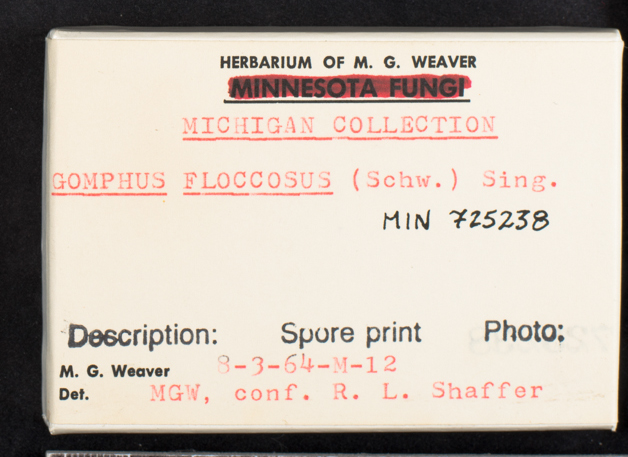 HERBARIUM OF M. G. WEAVER
MINNESOTA FUNGI
MICHIGAN COLLECTION
GOMPHUS FLOCCOSUS (Schw.) Sing.
MIN 725238
Description: Spore print Photo:
M. G. Weaver 8-3-64-M-12
Det. MGW, conf. R. L. Shaffer